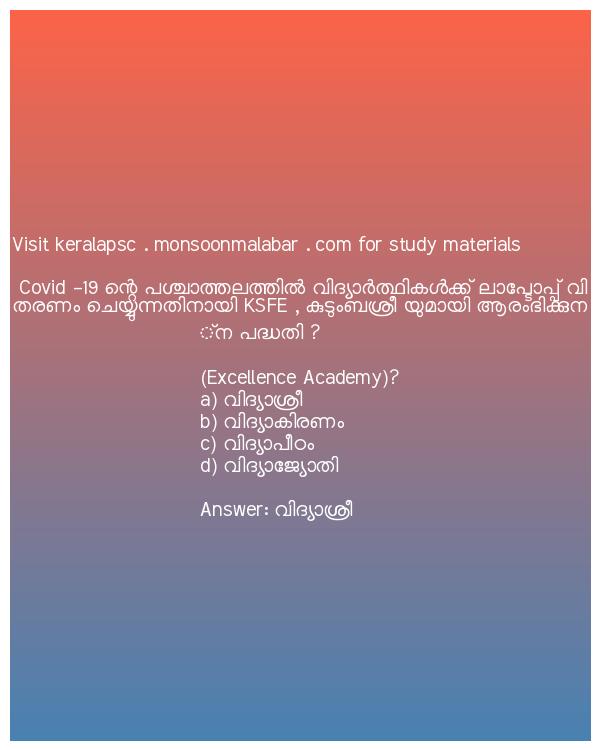 Visit keralapsc . monsoonmalabar . com for study materials
Covid –19 ന്റെ പശ്ചാത്തലത്തിൽ വിദ്യാർത്ഥികൾക്ക് ലാപ്ടോപ്പ് വി
തരണം ചെയ്യുന്നതിനായി KSFE , കുടുംബശ്രീ യുമായി ആരംഭിക്കുന
്ന പദ്ധതി ?
(Excellence Academy)?
a) വിദ്യാശ്രീ
b) വിദ്യാകിരണം
c) വിദ്യാപീഠം
d) വിദ്യാജ്യോതി
Answer: വിദ്യാശ്രീ